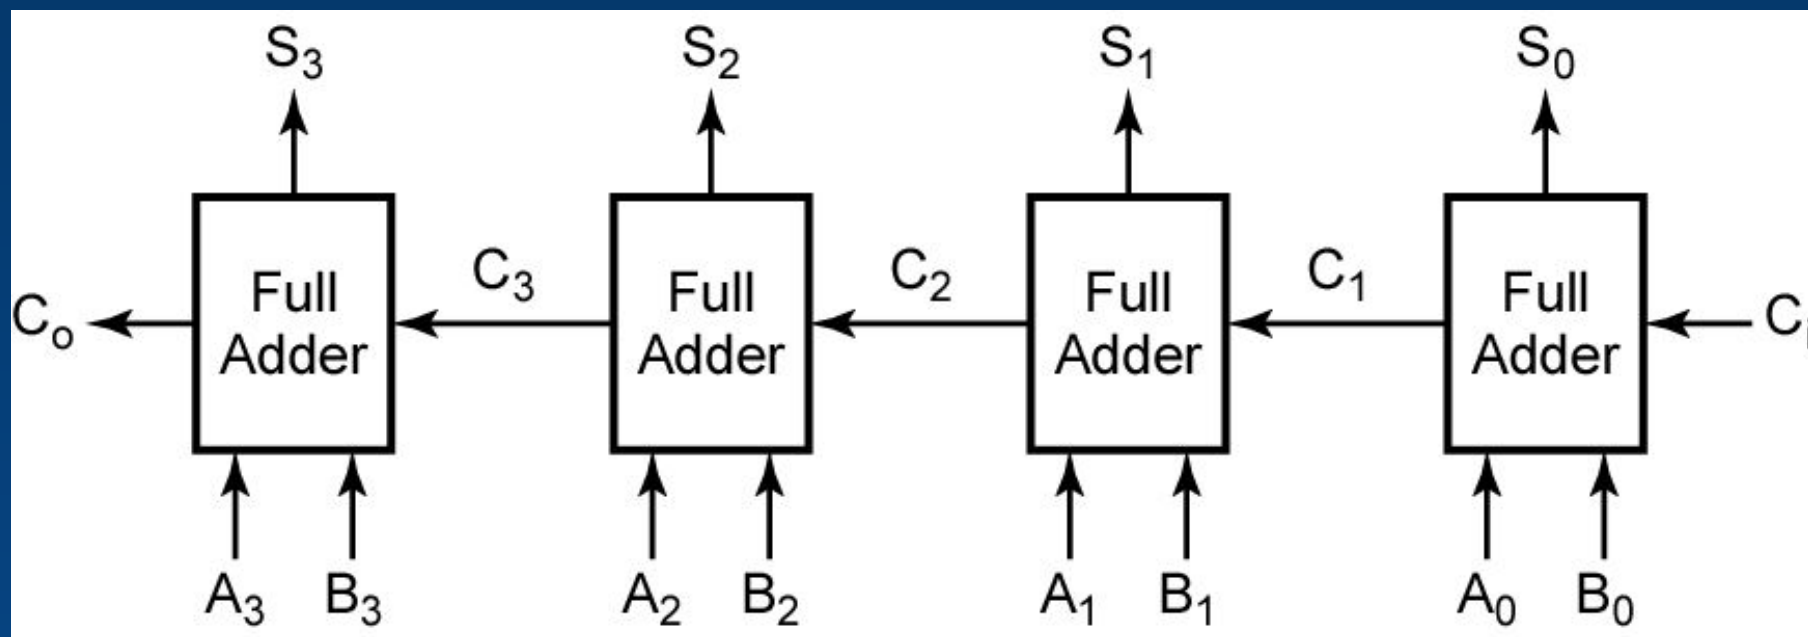 S₃ S₂ S₁ S₀
C₃ C₂ C₁
Full Full Full Full
Cₒ Adder Adder Adder Adder C
A₃ B₃ A₂ B₂ A₁ B₁ A₀ B₀